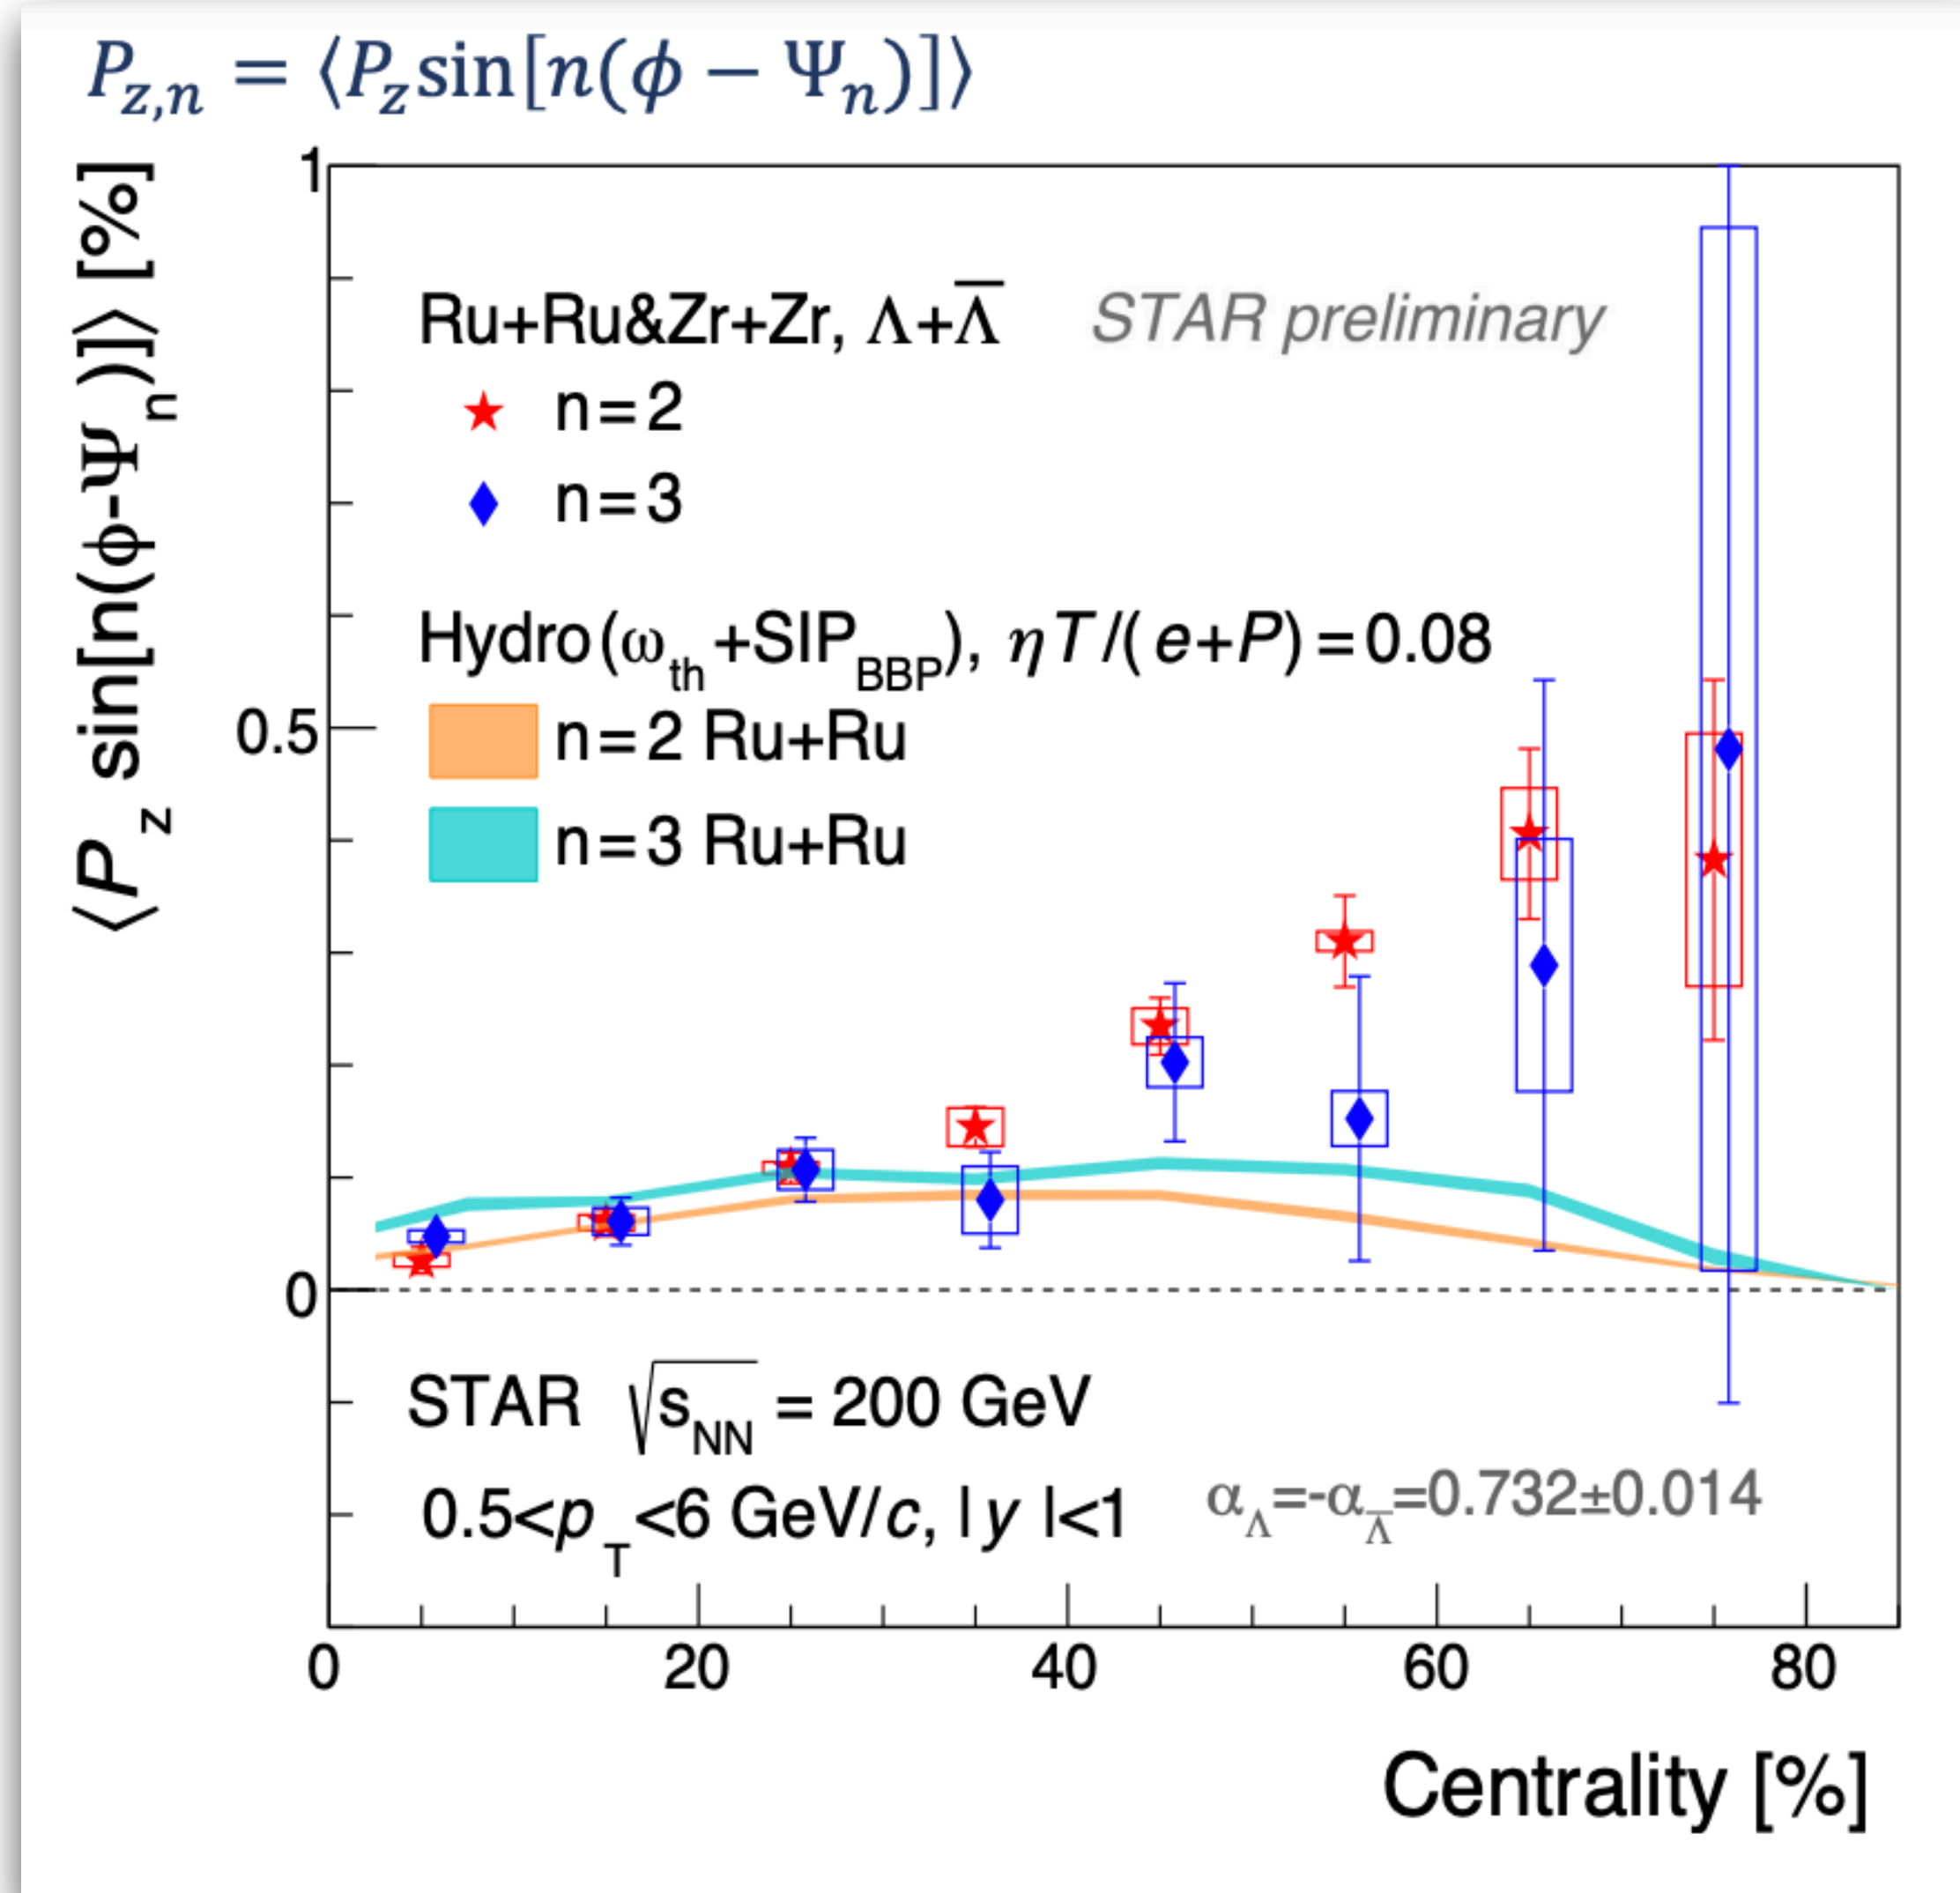 P_{z,n} = ⟨P_z sin[n(ϕ − Ψ_n)]⟩
⟨P_z sin[n(ϕ-Ψ_n)]⟩ [%]
1
0.5
0
Ru+Ru&Zr+Zr, Λ+Λ̅ STAR preliminary
n=2
n=3
Hydro(ω_th +SIP_BBP), ηT/(e+P)=0.08
n=2 Ru+Ru
n=3 Ru+Ru
STAR √s_NN = 200 GeV
0.5<p_T<6 GeV/c, |y|<1 α_Λ=-α_Λ̅=0.732±0.014
0 20 40 60 80
Centrality [%]